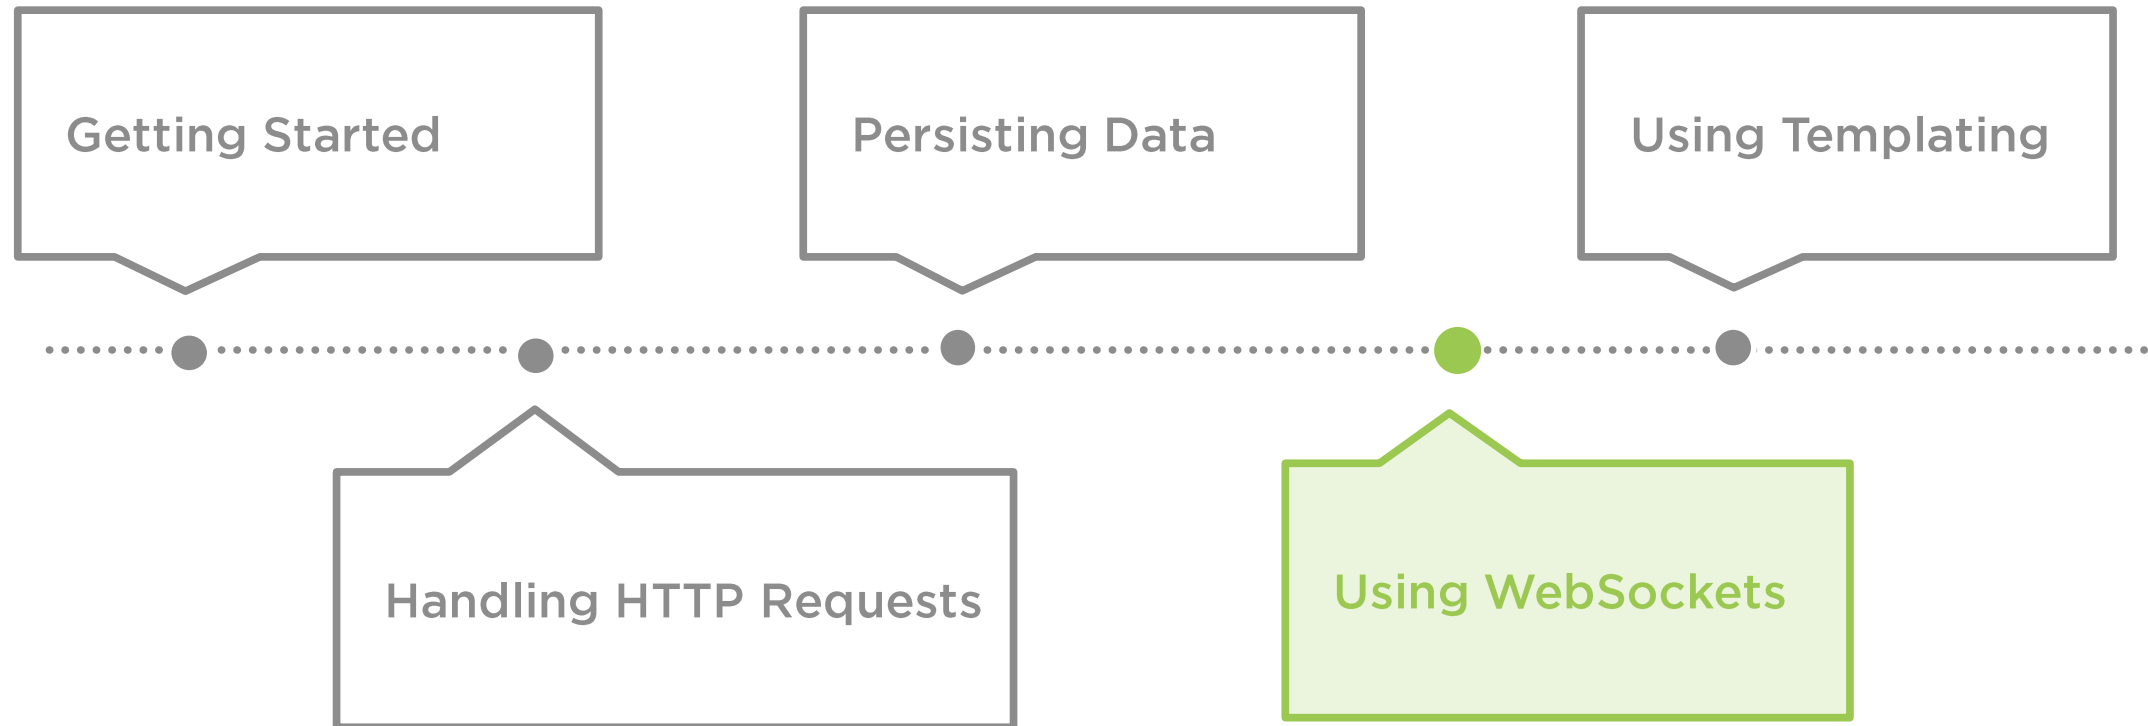 Getting Started
Persisting Data
Using Templating
Handling HTTP Requests
Using WebSockets